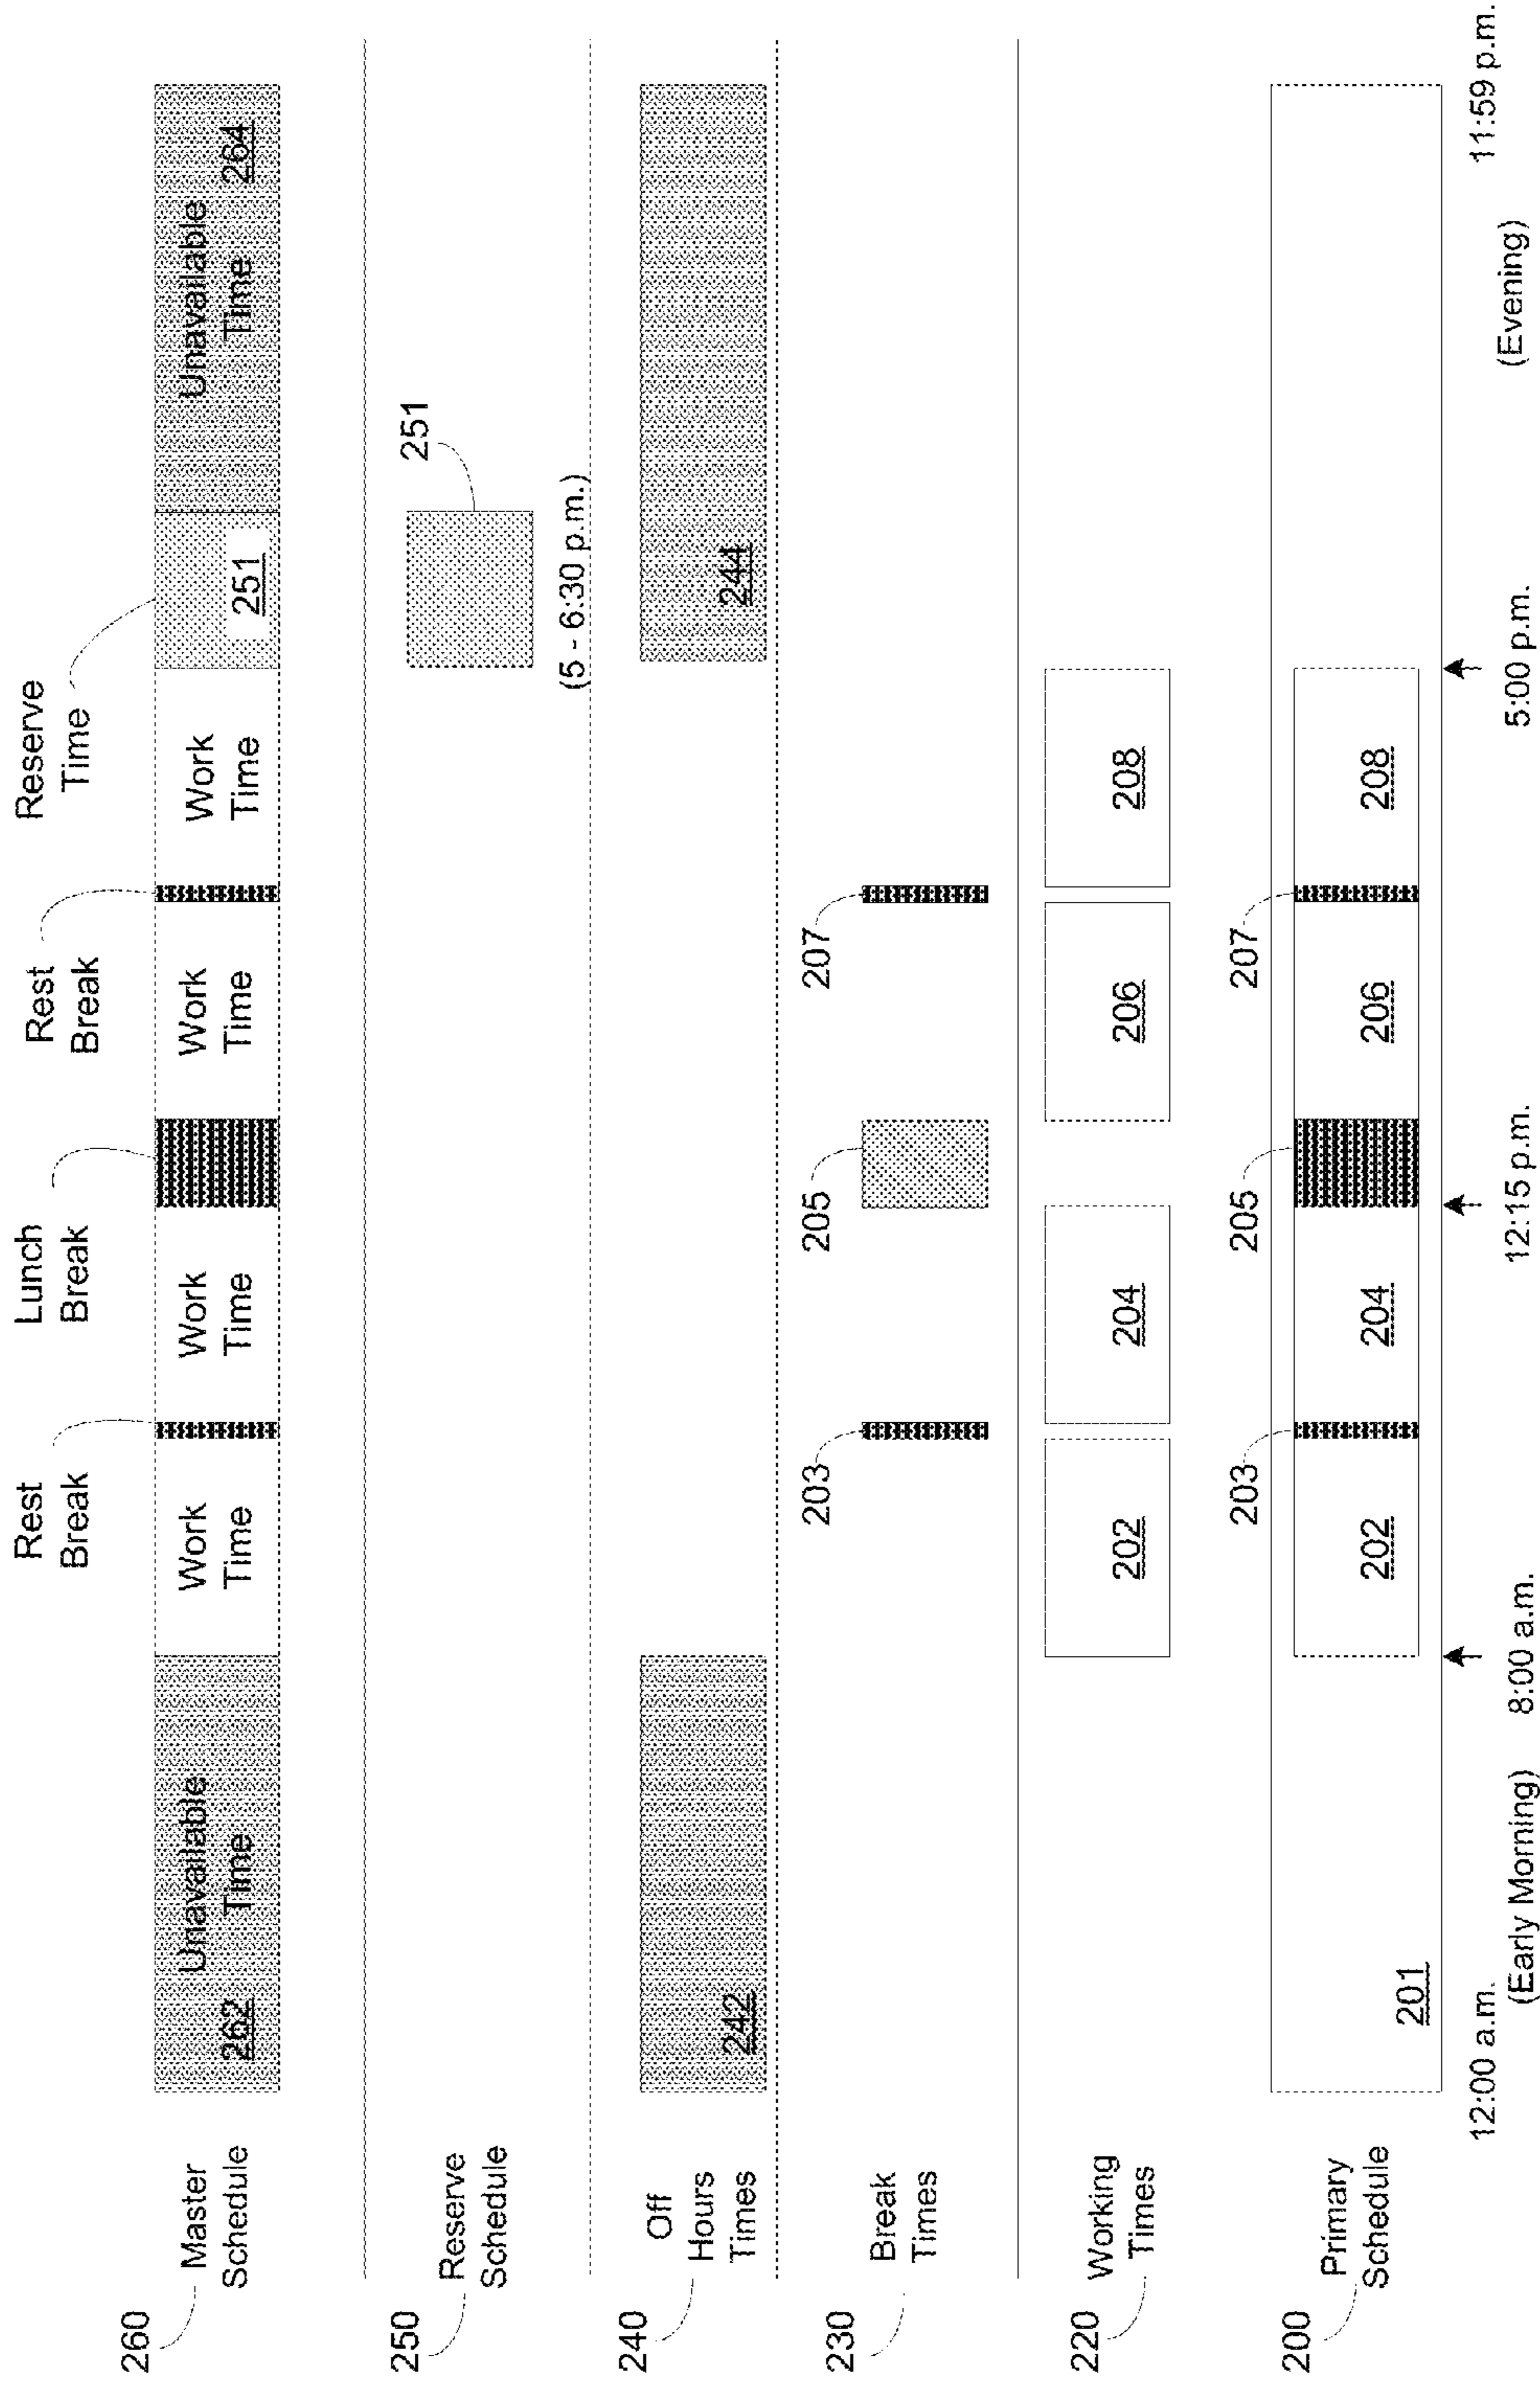 260
Master
Schedule
Unavailable
Time
262
Work
Time
Rest
Break
Work
Time
Lunch
Break
Work
Time
Rest
Break
Work
Time
Reserve
Time
251
Unavailable
Time
264
250
Reserve
Schedule
251
(5 - 6:30 p.m.)
240
Off
Hours
Times
242
244
230
Break
Times
203
205
207
220
Working
Times
202
204
206
208
200
Primary
Schedule
201
202
203
204
205
206
207
208
12:00 a.m.
(Early Morning)
8:00 a.m.
12:15 p.m.
5:00 p.m.
(Evening)
11:59 p.m.